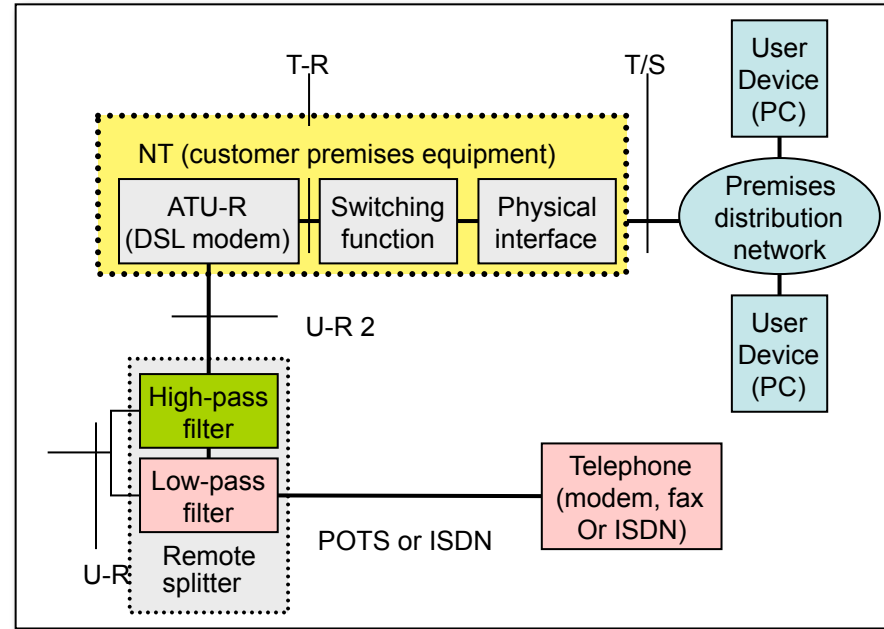 T-R
T/S
User
Device
(PC)
NT (customer premises equipment)
ATU-R
(DSL modem)
Switching
function
Physical
interface
Premises
distribution
network
U-R 2
User
Device
(PC)
High-pass
filter
Low-pass
filter
Telephone
(modem, fax
Or ISDN)
POTS or ISDN
U-R
Remote
splitter